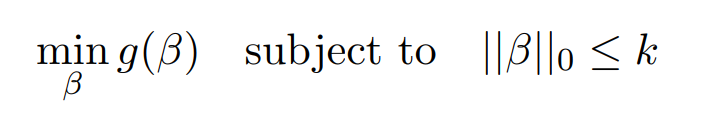 min g(β) subject to ||β||₀ ≤ k
β